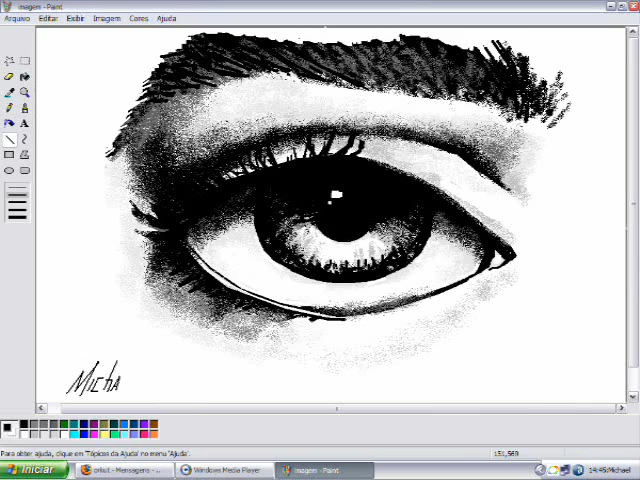 imagem - Paint
Arquivo Editar Exibir Imagem Cores Ajuda
A
Micha
Para obter ajuda, clique em 'Tópicos da Ajuda' no menu 'Ajuda'.
151,569
Iniciar
orkut - Mensagens - ...
Windows Media Player
imagem - Paint
14:45
Michael